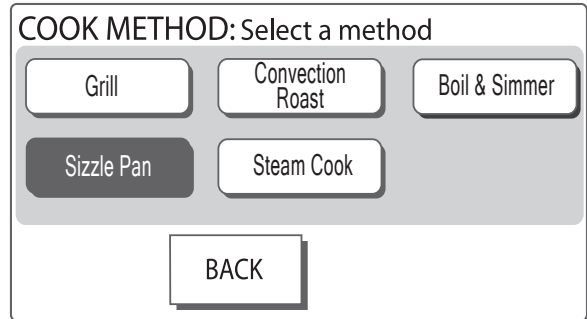 COOK METHOD: Select a method
Grill
Convection
Roast
Boil & Simmer
Sizzle Pan
Steam Cook
BACK